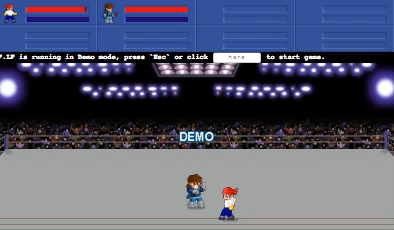 F.LF is running in Demo mode, press `Esc` or click here to start game.
DEMO